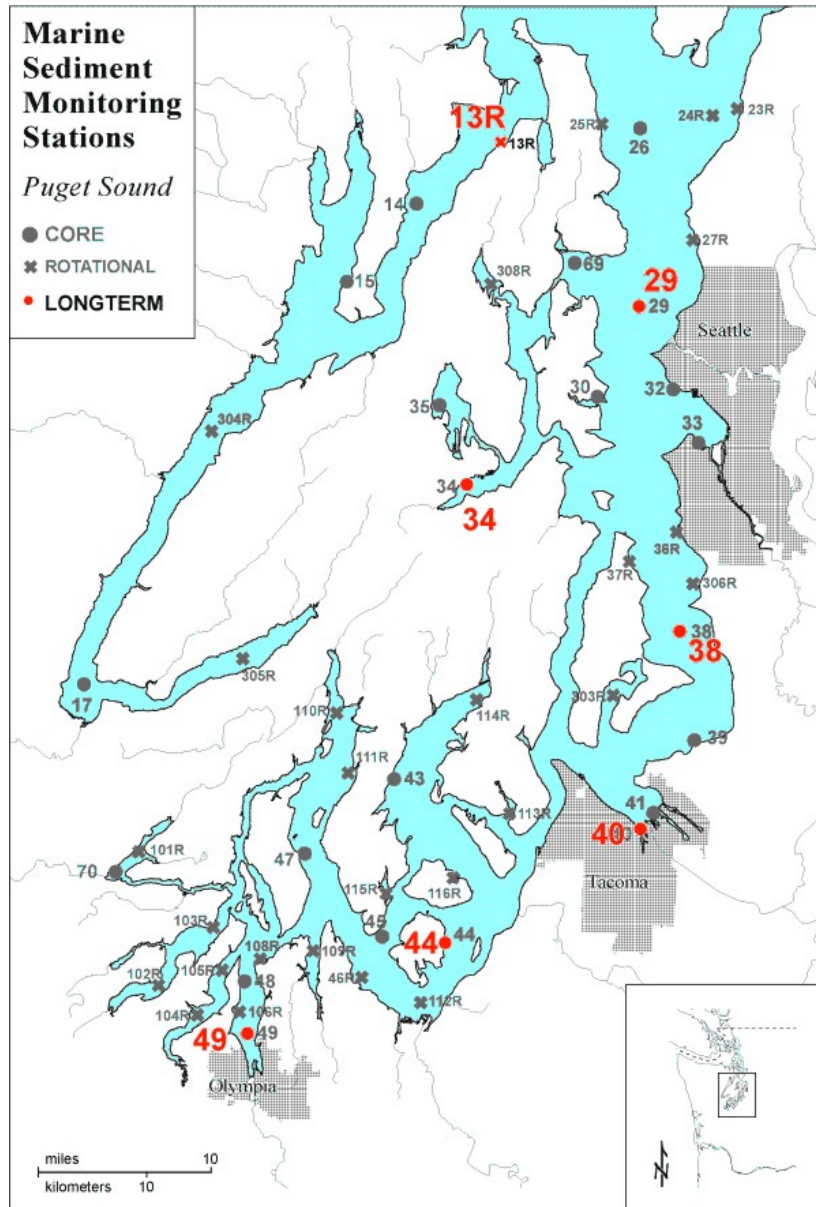 Marine
Sediment
Monitoring
Stations
Puget Sound
CORE
ROTATIONAL
LONGTERM
13R
13R
25R
26
24R
23R
14
15
308R
69
27R
29
29
Seattle
30
32
35
33
304R
34
34
36R
37R
306R
38
38
17
305R
303R
110R
114R
39
111R
43
113R
41
40
Tacoma
101R
70
47
115R
116R
103R
45
44
44
108R
109R
105R
102R
48
46R
104R
106R
112R
49
49
Olympia
miles 10
kilometers 10
N